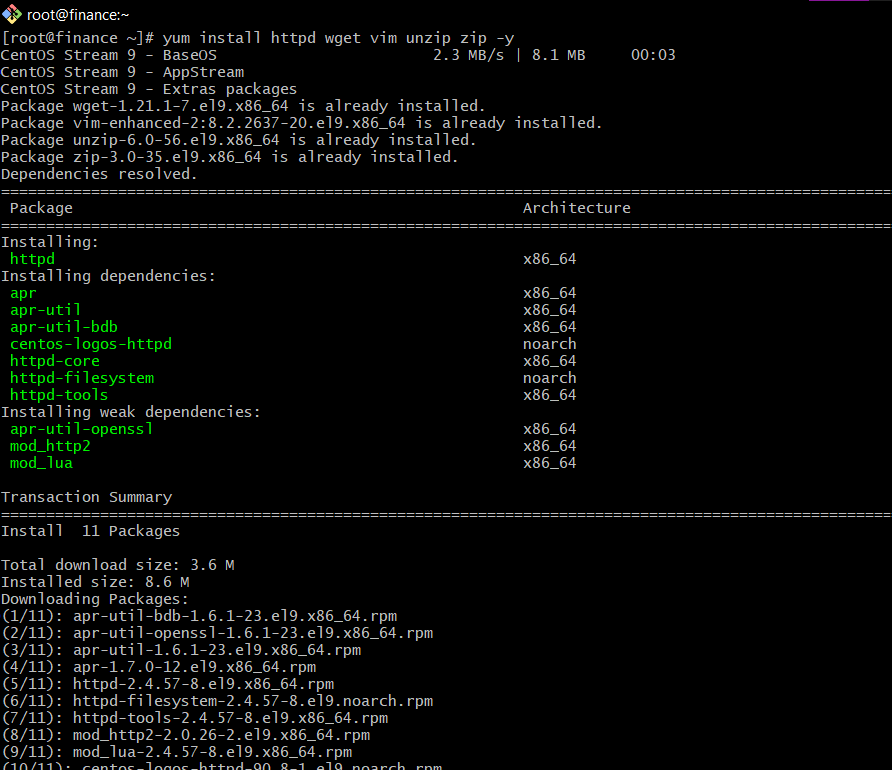 root@finance:~
[root@finance ~]# yum install httpd wget vim unzip zip -y
CentOS Stream 9 - BaseOS 2.3 MB/s | 8.1 MB 00:03
CentOS Stream 9 - AppStream
CentOS Stream 9 - Extras packages
Package wget-1.21.1-7.el9.x86_64 is already installed.
Package vim-enhanced-2:8.2.2637-20.el9.x86_64 is already installed.
Package unzip-6.0-56.el9.x86_64 is already installed.
Package zip-3.0-35.el9.x86_64 is already installed.
Dependencies resolved.
================================================================================
Package Architecture
================================================================================
Installing:
httpd x86_64
Installing dependencies:
apr x86_64
apr-util x86_64
apr-util-bdb x86_64
centos-logos-httpd noarch
httpd-core x86_64
httpd-filesystem noarch
httpd-tools x86_64
Installing weak dependencies:
apr-util-openssl x86_64
mod_http2 x86_64
mod_lua x86_64
Transaction Summary
================================================================================
Install 11 Packages
Total download size: 3.6 M
Installed size: 8.6 M
Downloading Packages:
(1/11): apr-util-bdb-1.6.1-23.el9.x86_64.rpm
(2/11): apr-util-openssl-1.6.1-23.el9.x86_64.rpm
(3/11): apr-util-1.6.1-23.el9.x86_64.rpm
(4/11): apr-1.7.0-12.el9.x86_64.rpm
(5/11): httpd-2.4.57-8.el9.x86_64.rpm
(6/11): httpd-filesystem-2.4.57-8.el9.noarch.rpm
(7/11): httpd-tools-2.4.57-8.el9.x86_64.rpm
(8/11): mod_http2-2.0.26-2.el9.x86_64.rpm
(9/11): mod_lua-2.4.57-8.el9.x86_64.rpm
(10/11): centos-logos-httpd-90.8-1.el9.noarch.rpm